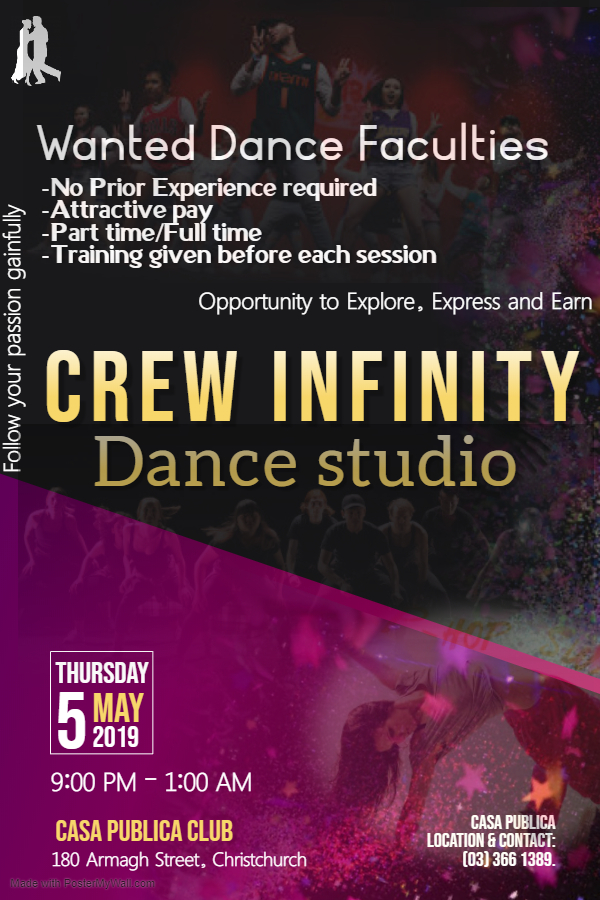 Wanted Dance Faculties
-No Prior Experience required
-Attractive pay
-Part time/Full time
-Training given before each session
Opportunity to Explore, Express and Earn
Follow your passion gainfully
CREW INFINITY
Dance studio
THURSDAY
5 MAY
2019
9:00 PM - 1:00 AM
CASA PUBLICA CLUB
180 Armagh Street, Christchurch
CASA PUBLICA
LOCATION & CONTACT:
(03) 366 1389.
Made with PosterMyWall.com